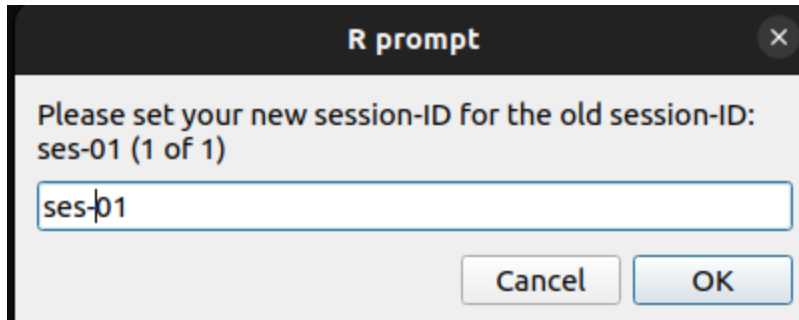 R prompt
Please set your new session-ID for the old session-ID:
ses-01 (1 of 1)
ses-01
Cancel
OK